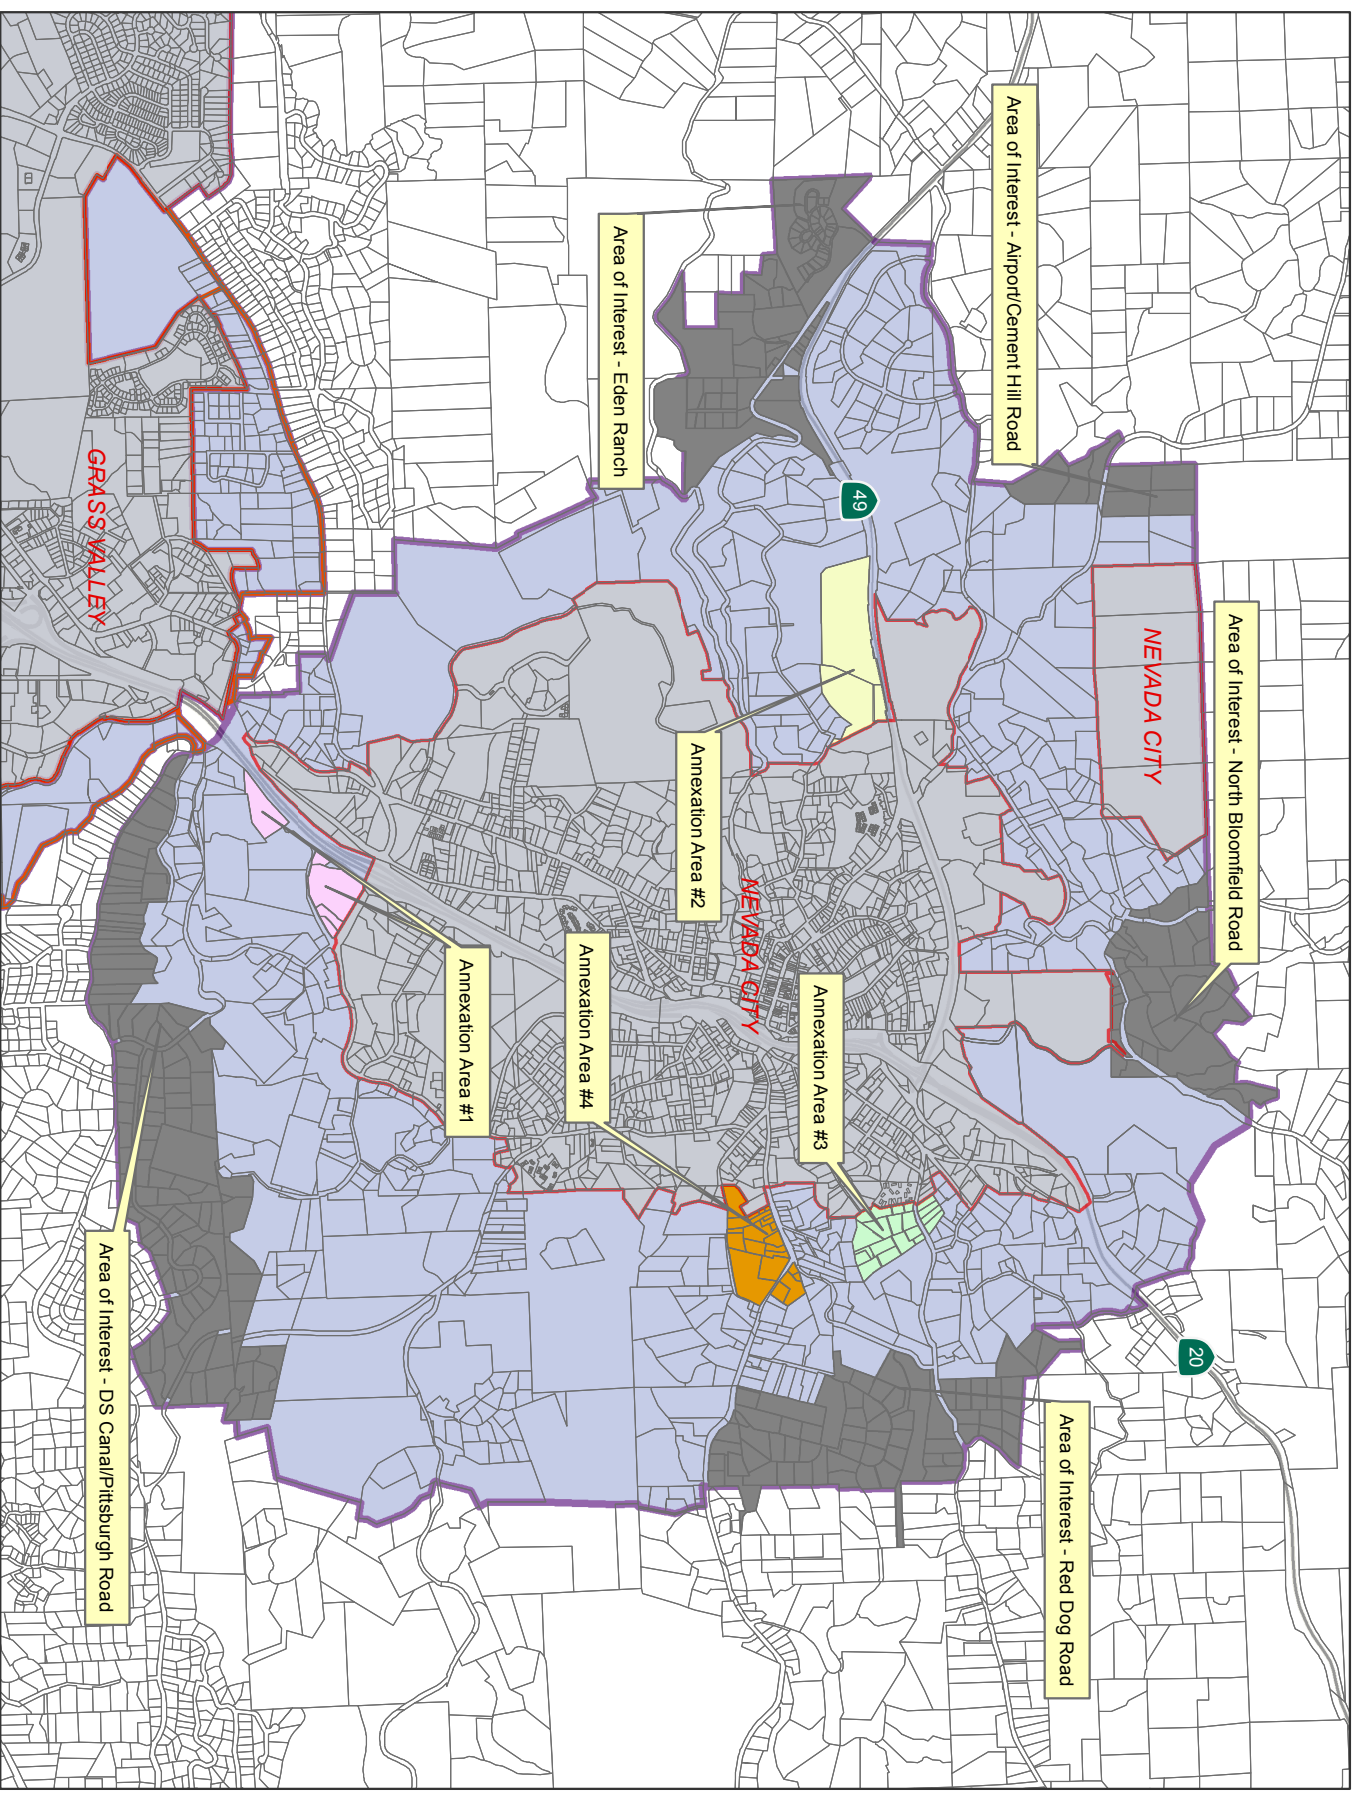 Area of Interest - North Bloomfield Road
NEVADA CITY
Area of Interest - Airport/Cement Hill Road
20
Area of Interest - Red Dog Road
49
Annexation Area #3
NEVADA CITY
Annexation Area #2
Area of Interest - Eden Ranch
Annexation Area #4
Annexation Area #1
GRASS VALLEY
Area of Interest - DS Canal/Pittsburgh Road